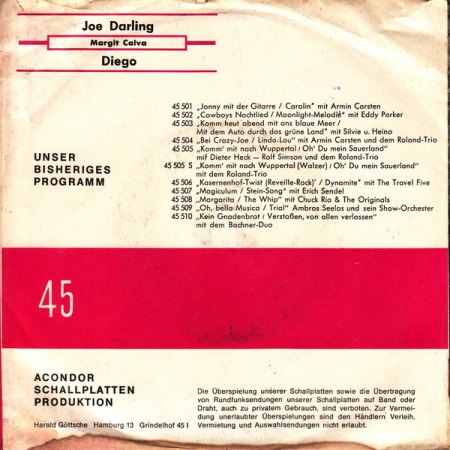 Joe Darling
Margit Calva
Diego
UNSER
BISHERIGES
PROGRAMM
45 501 „Jonny mit der Gitarre / Carolin" mit Armin Carsten
45 502 „Cowboys Nachtlied / Moonlight-Melodie" mit Eddy Parker
45 503 „Komm heut abend mit ans blaue Meer /
Mit dem Auto durch das grüne Land" mit Silvie u. Heino
45 504 „Bei Crazy-Joe / Linda-Lou" mit Armin Carsten und dem Roland-Trio
45 505 „Komm' mit nach Wuppertal / Oh' Du mein Sauerland"
mit Dieter Heck — Rolf Simson und dem Roland-Trio
45 505 S „Komm' mit nach Wuppertal (Walzer) / Oh' Du mein Sauerland"
mit dem Roland-Trio
45 506 „Kasernenhof-Twist (Reveille-Rock)' / Dynamite" mit The Travel Five
45 507 „Magiculum / Stein-Song" mit Erich Sendel
45 508 „Margarita / The Whip" mit Chuck Rio & The Originals
45 509 „Oh, bella Musica / Trial" Ambros Seelos und sein Show-Orchester
45 510 „Kein Gnadenbrot / Verstoßen, von allen verlassen"
mit dem Bachner-Duo
45
ACONDOR
SCHALLPLATTEN
PRODUKTION
Harald Göttsche Hamburg 13 Grindelhof 45 I
Die Überspielung unserer Schallplatten sowie die Übertragung
von Rundfunksendungen unserer Schallplatten auf Band oder
Draht, auch zu privatem Gebrauch, sind verboten. Zur Vermei-
dung unerlaubter Überspielungen sind den Händlern Verleih,
Vermietung und Auswahlsendungen nicht erlaubt.